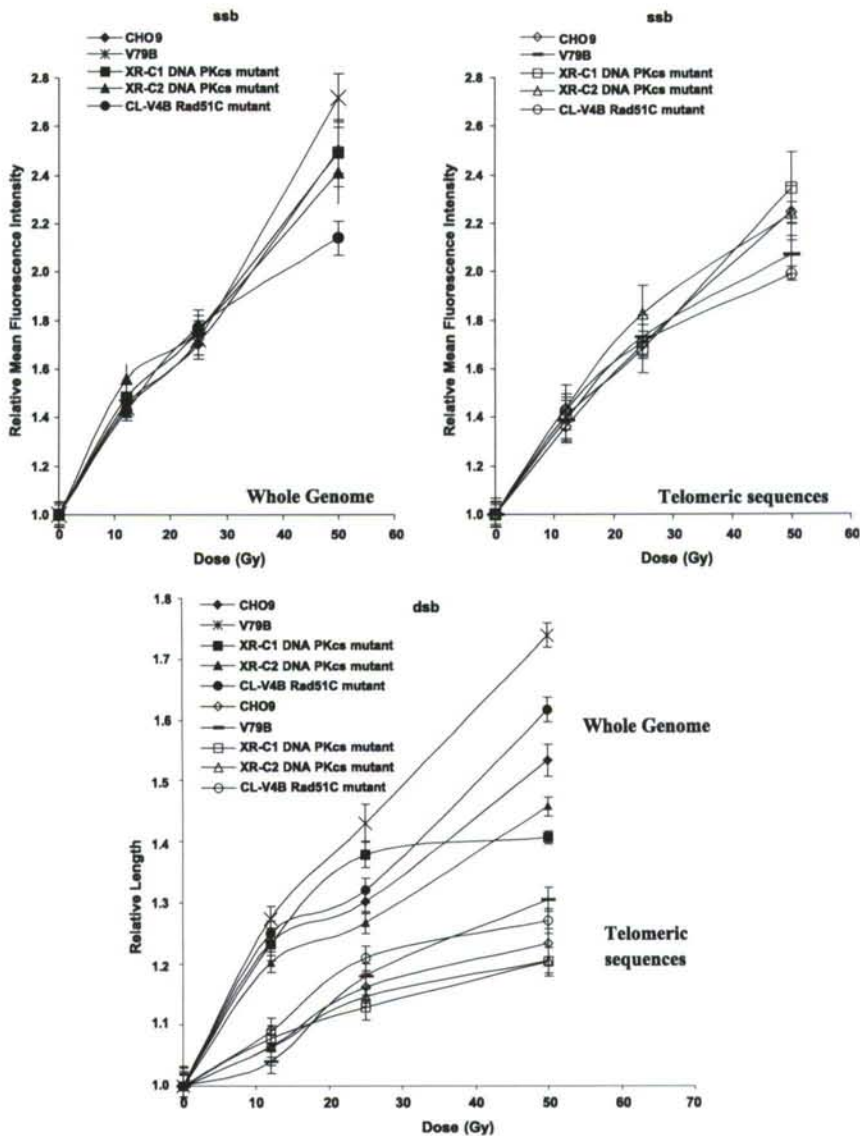 ssb
CHO9
V79B
XR-C1 DNA PKcs mutant
XR-C2 DNA PKcs mutant
CL-V4B Rad51C mutant
Relative Mean Fluorescence Intensity
2.8
2.6
2.4
2.2
2.0
1.8
1.6
1.4
1.2
1.0
Whole Genome
0 10 20 30 40 50 60
Dose (Gy)
ssb
CHO9
V79B
XR-C1 DNA PKcs mutant
XR-C2 DNA PKcs mutant
CL-V4B Rad51C mutant
Relative Mean Fluorescence Intensity
2.8
2.6
2.4
2.2
2.0
1.8
1.6
1.4
1.2
1.0
Telomeric sequences
0 10 20 30 40 50 60
Dose (Gy)
dsb
CHO9
V79B
XR-C1 DNA PKcs mutant
XR-C2 DNA PKcs mutant
CL-V4B Rad51C mutant
CHO9
V79B
XR-C1 DNA PKcs mutant
XR-C2 DNA PKcs mutant
CL-V4B Rad51C mutant
Relative Length
1.8
1.7
1.6
1.5
1.4
1.3
1.2
1.1
1.0
Whole Genome
Telomeric
sequences
0 10 20 30 40 50 60 70
Dose (Gy)